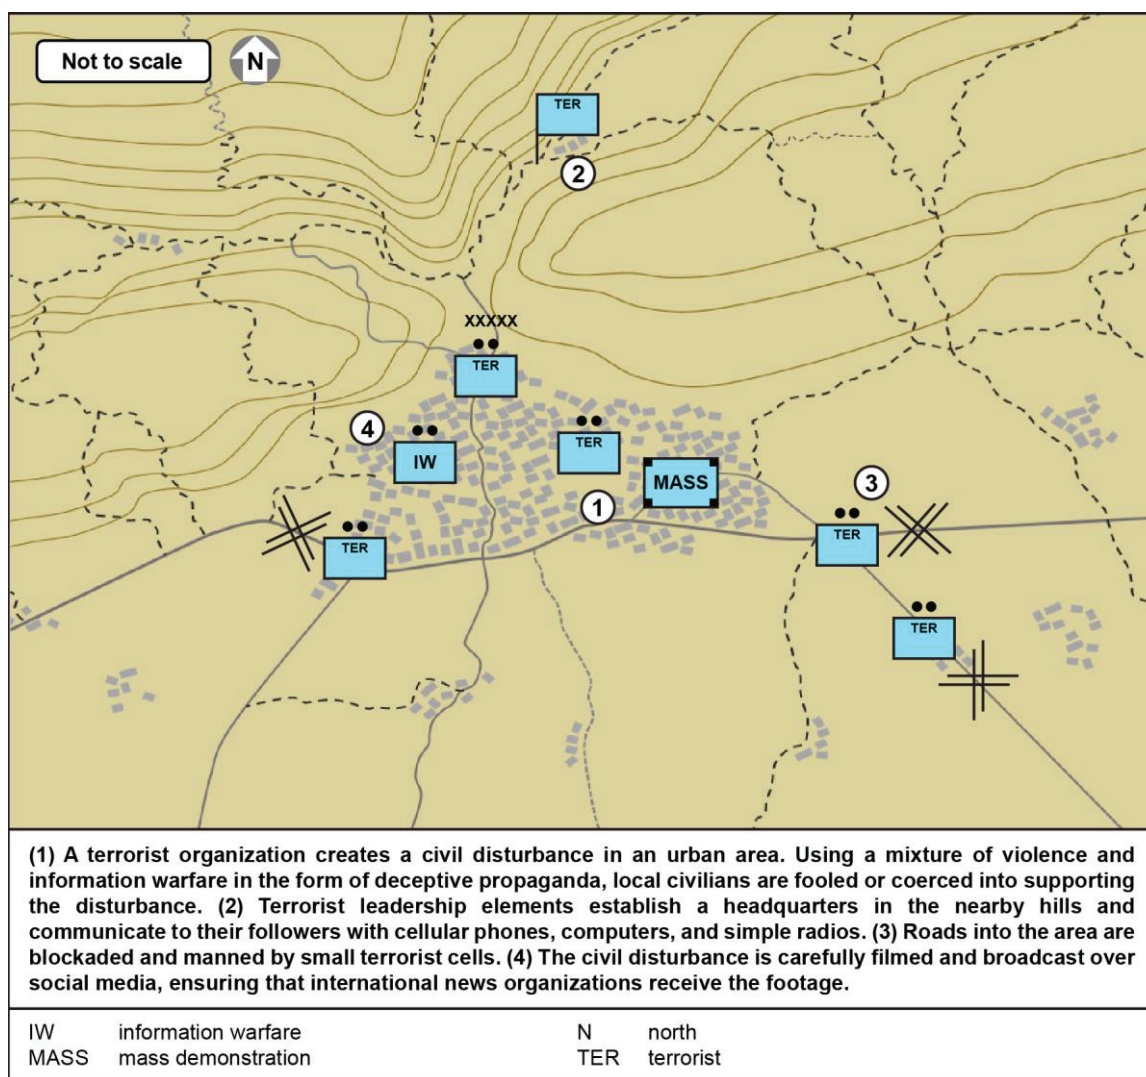 Not to scale
N
TER
2
XXXXX
TER
4
TER
IW
MASS
3
1
TER
TER
TER
(1) A terrorist organization creates a civil disturbance in an urban area. Using a mixture of violence and
information warfare in the form of deceptive propaganda, local civilians are fooled or coerced into supporting
the disturbance. (2) Terrorist leadership elements establish a headquarters in the nearby hills and
communicate to their followers with cellular phones, computers, and simple radios. (3) Roads into the area are
blockaded and manned by small terrorist cells. (4) The civil disturbance is carefully filmed and broadcast over
social media, ensuring that international news organizations receive the footage.
IW information warfare N north
MASS mass demonstration TER terrorist